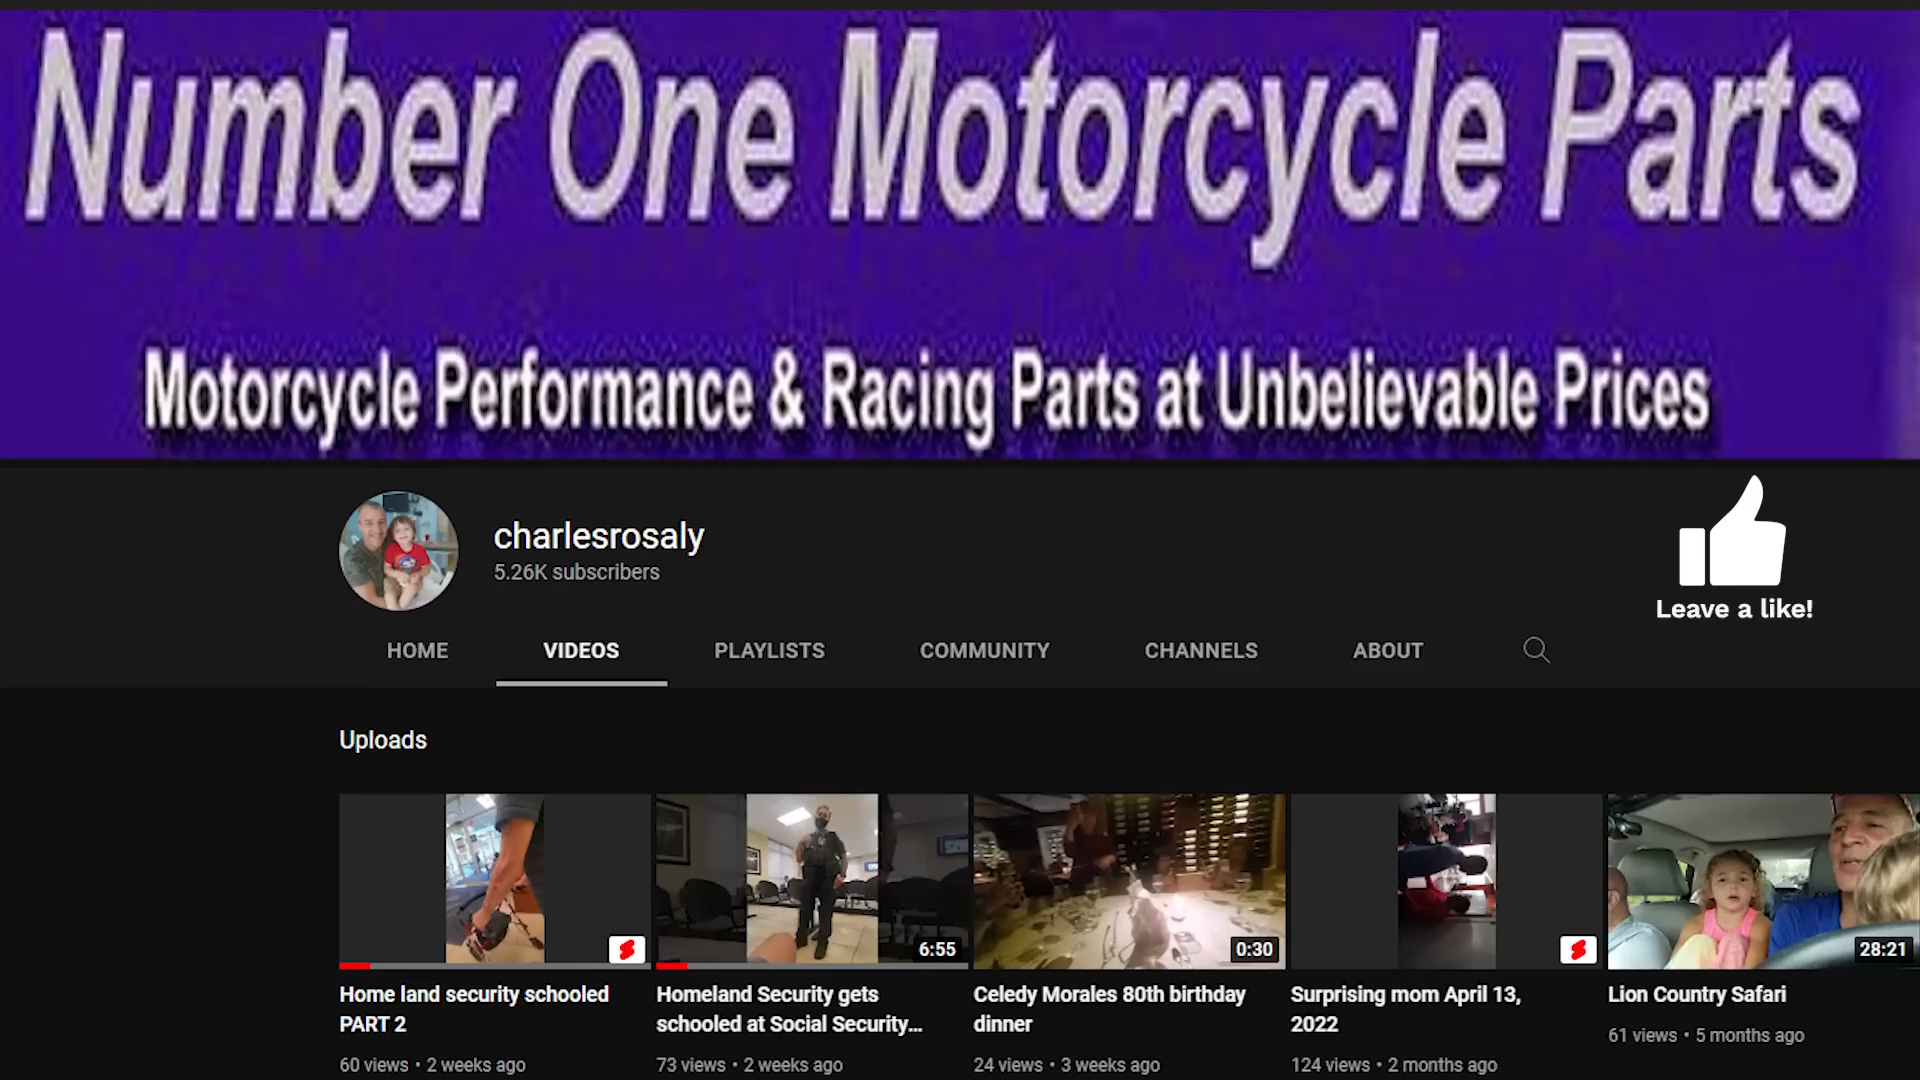 Number One Motorcycle Parts
Motorcycle Performance & Racing Parts at Unbelievable Prices
charlesrosaly
5.26K subscribers
Leave a like!
HOME VIDEOS PLAYLISTS COMMUNITY CHANNELS ABOUT
Uploads
6:55 0:30 28:21
Home land security schooled
PART 2
60 views • 2 weeks ago
Homeland Security gets
schooled at Social Security...
73 views • 2 weeks ago
Celedy Morales 80th birthday
dinner
24 views • 3 weeks ago
Surprising mom April 13,
2022
124 views • 2 months ago
Lion Country Safari
61 views • 5 months ago